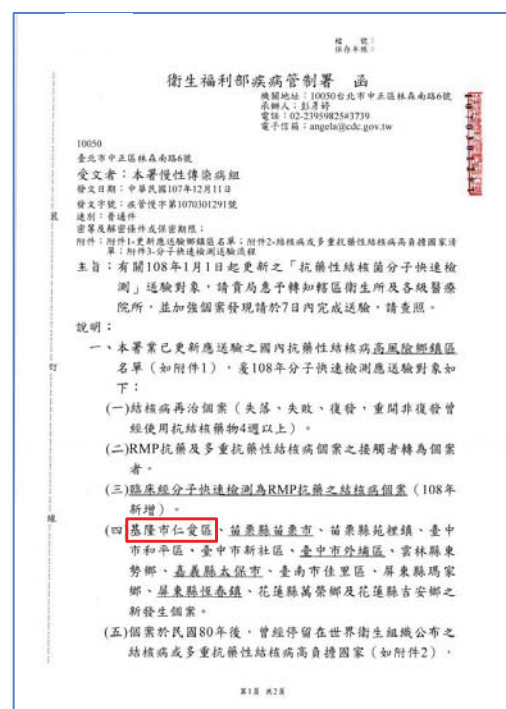 檔　　號：
保存年限：
衛生福利部疾病管制署　函
機關地址：10050台北市中正區林森南路6號
承辦人：彭彥婷
電話：02-23959825#3739
電子信箱：angela@cdc.gov.tw
10050
臺北市中正區林森南路6號
受文者：本署慢性傳染病組
發文日期：中華民國107年12月11日
發文字號：疾管慢字第1070301291號
速別：普通件
密等及解密條件或保密期限：
附件：附件1-更新應送驗鄉鎮區名單；附件2-結核病或多重抗藥性結核病高負擔國家清
單；附件3-分子快速檢測送驗流程
主旨：有關108年1月1日起更新之「抗藥性結核菌分子快速檢
測」送驗對象，請貴局惠予轉知轄區衛生所及各級醫療
院所，並加強個案發現請於7日內完成送驗，請查照。
說明：
一、本署業已更新應送驗之國內抗藥性結核病高風險鄉鎮區
名單（如附件1），爰108年分子快速檢測應送驗對象如
下：
(一)結核病再治個案（失落、失敗、復發，重開非復發曾
經使用抗結核藥物4週以上）。
(二)RMP抗藥及多重抗藥性結核病個案之接觸者轉為個案
者。
(三)臨床經分子快速檢測為RMP抗藥之結核病個案（108年
新增）。
(四)基隆市仁愛區、苗栗縣苗栗市、苗栗縣苑裡鎮、臺中
市和平區、臺中市新社區、臺中市外埔區、雲林縣東
勢鄉、嘉義縣太保市、臺南市佳里區、屏東縣瑪家
鄉、屏東縣恆春鎮、花蓮縣萬榮鄉及花蓮縣吉安鄉之
新發生個案。
(五)個案於民國80年後，曾經停留在世界衛生組織公布之
結核病或多重抗藥性結核病高負擔國家（如附件2），
裝
訂
線
第1頁 共2頁